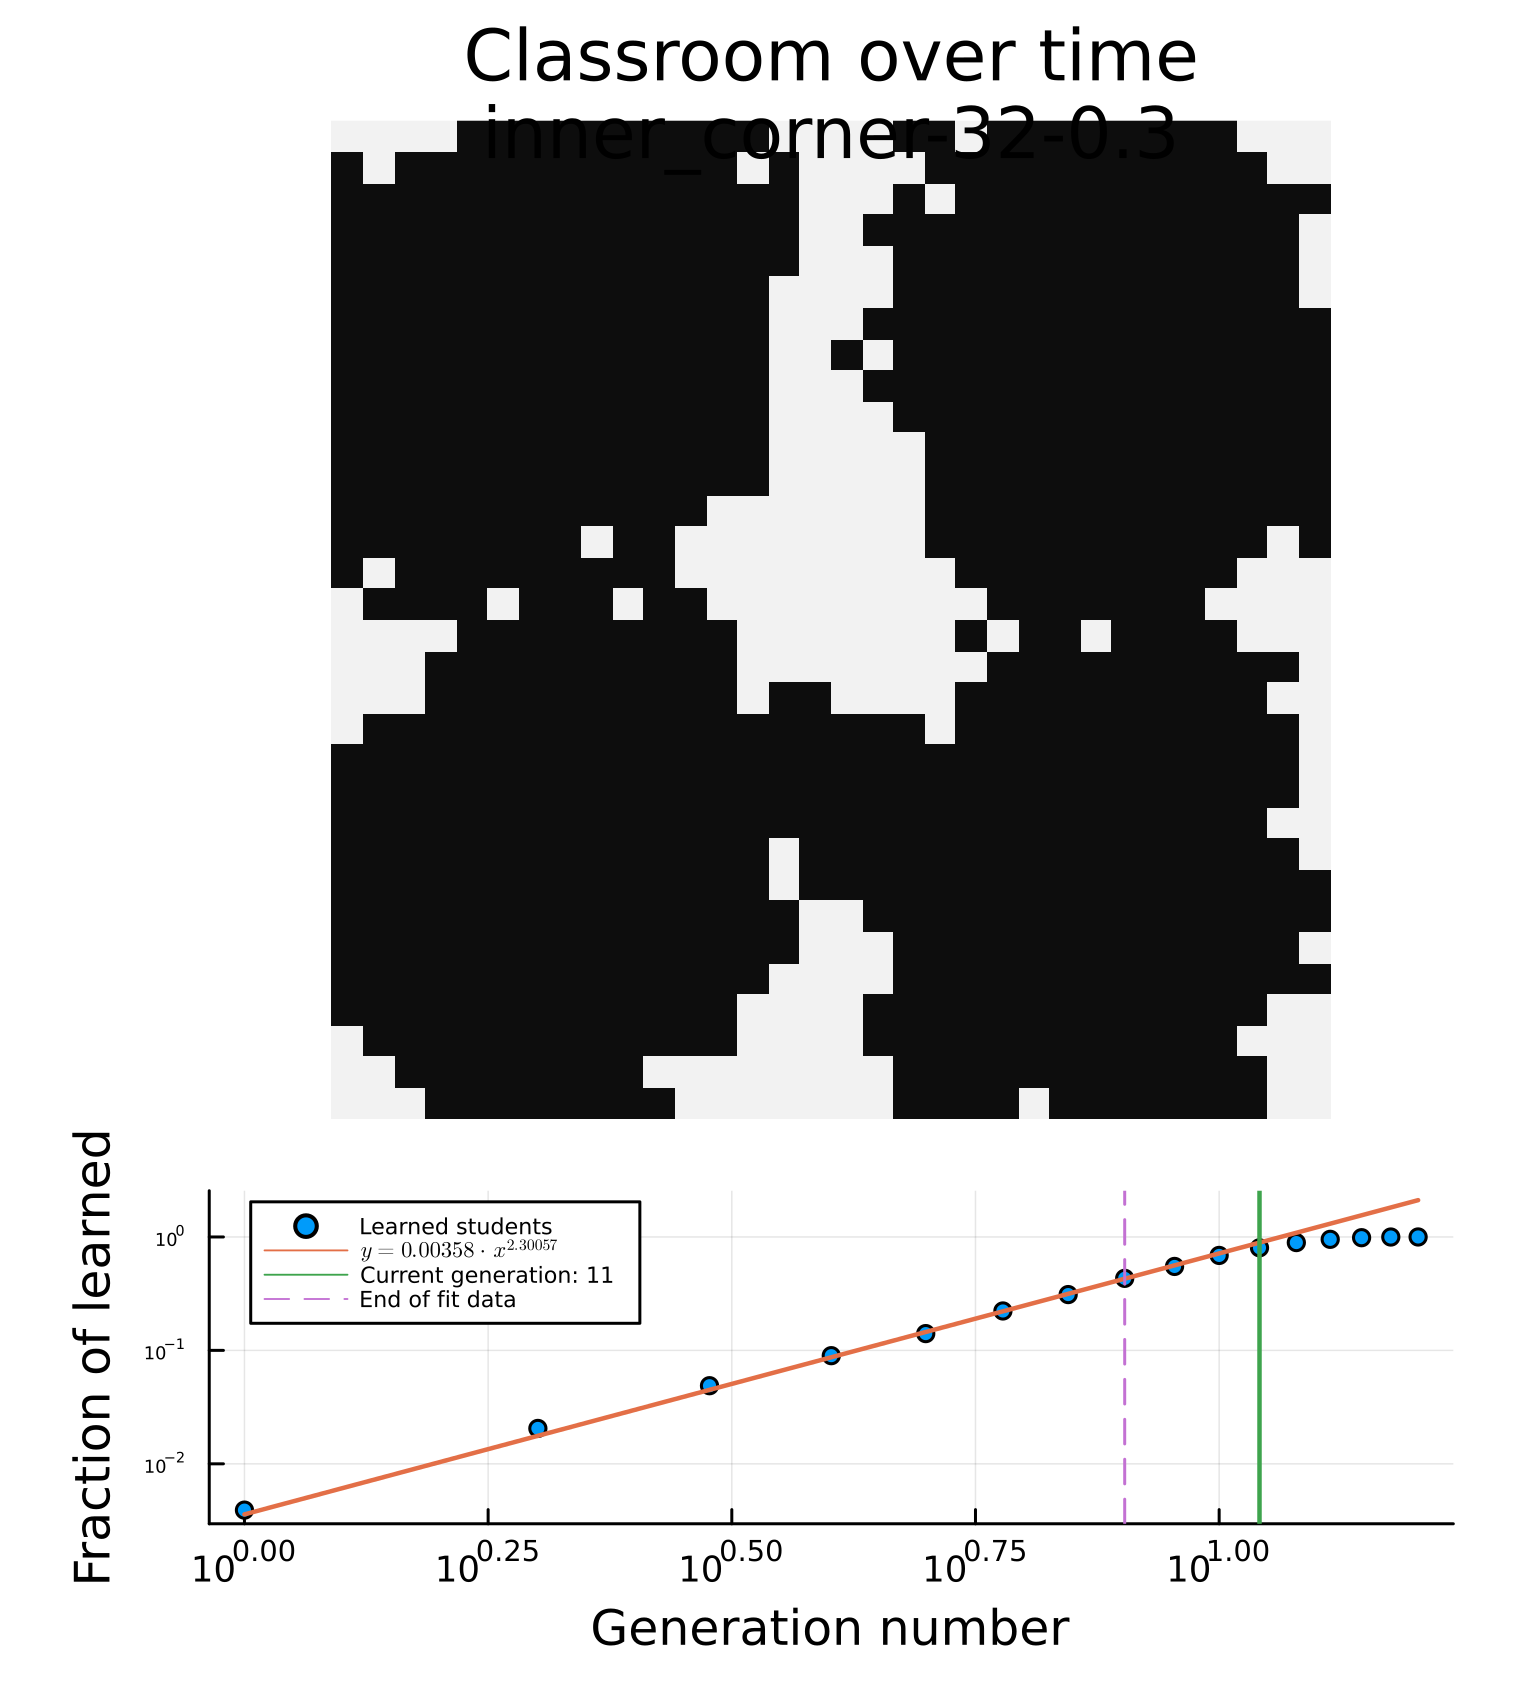 Classroom over time
inner_corner-32-0.3
Fraction of learned
10⁰
10⁻¹
10⁻²
Learned students
y = 0.00358 · x^2.30057
Current generation: 11
End of fit data
10^0.00 10^0.25 10^0.50 10^0.75 10^1.00
Generation number